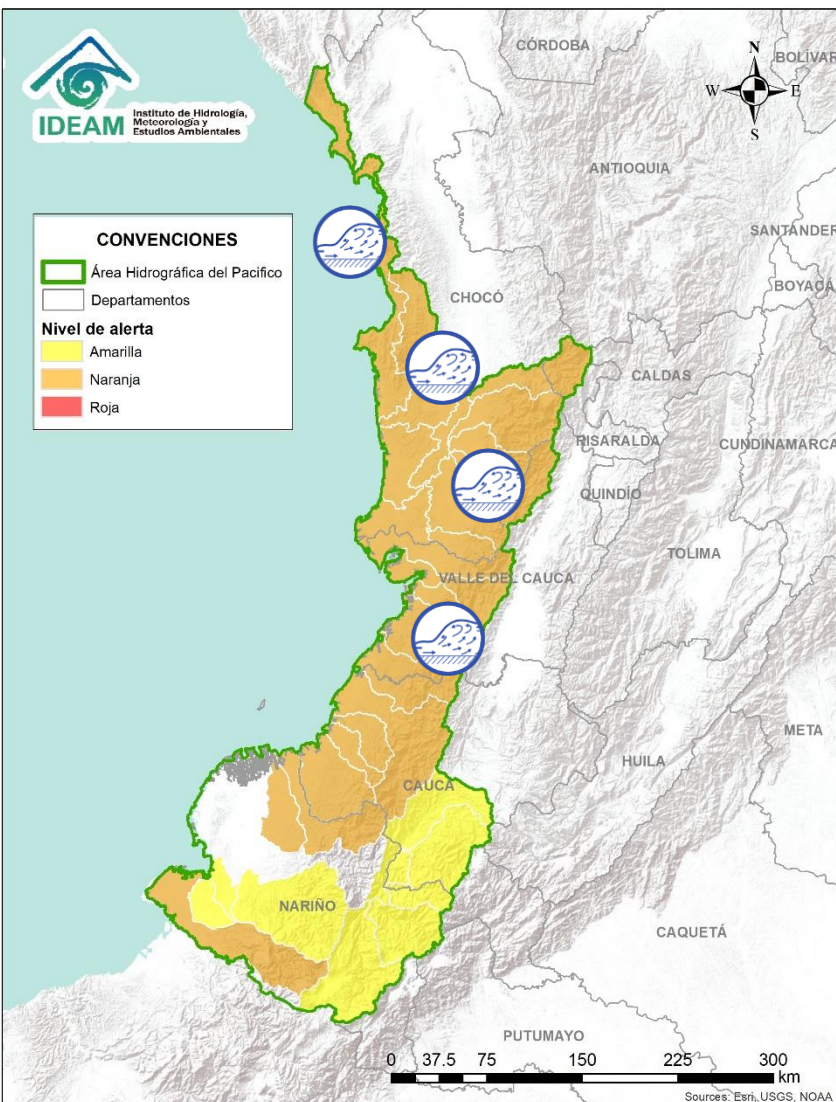 IDEAM
Instituto de Hidrología,
Meteorología y
Estudios Ambientales
CÓRDOBA
BOLÍVAR
N
W
E
S
ANTIOQUIA
SANTANDER
CONVENCIONES
Área Hidrográfica del Pacifico
Departamentos
Nivel de alerta
Amarilla
Naranja
Roja
BOYACÁ
CHOCÓ
CALDAS
RISARALDA
CUNDINAMARCA
QUINDÍO
TOLIMA
VALLE DEL CAUCA
META
HUILA
CAUCA
NARIÑO
CAQUETÁ
PUTUMAYO
0 37.5 75 150 225 300
km
Sources: Esri, USGS, NOAA